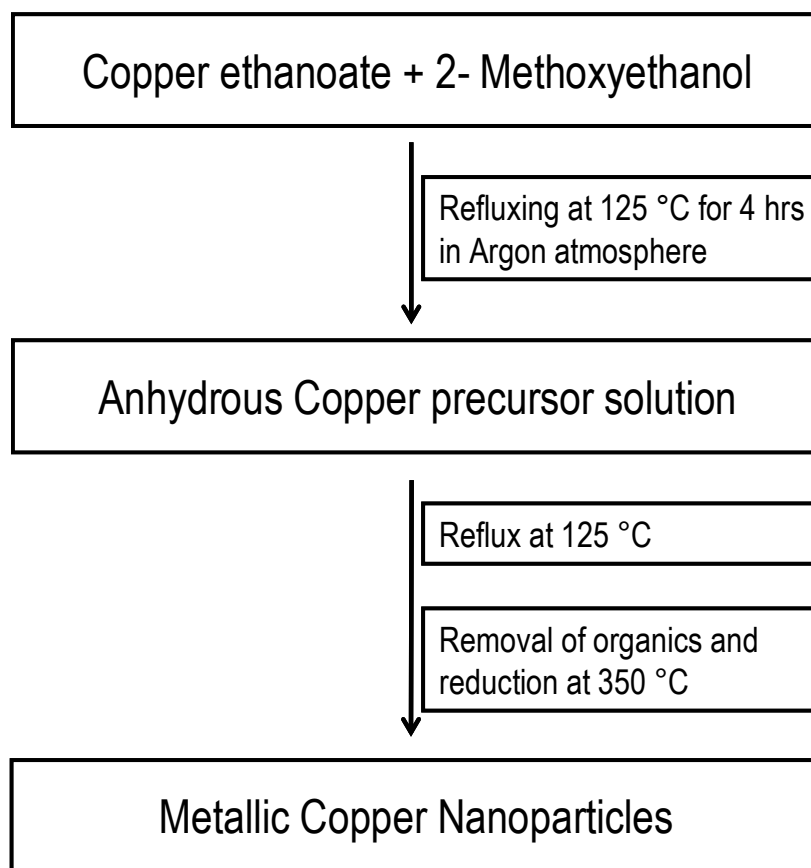 Copper ethanoate + 2- Methoxyethanol
Refluxing at 125 °C for 4 hrs
in Argon atmosphere
Anhydrous Copper precursor solution
Reflux at 125 °C
Removal of organics and
reduction at 350 °C
Metallic Copper Nanoparticles